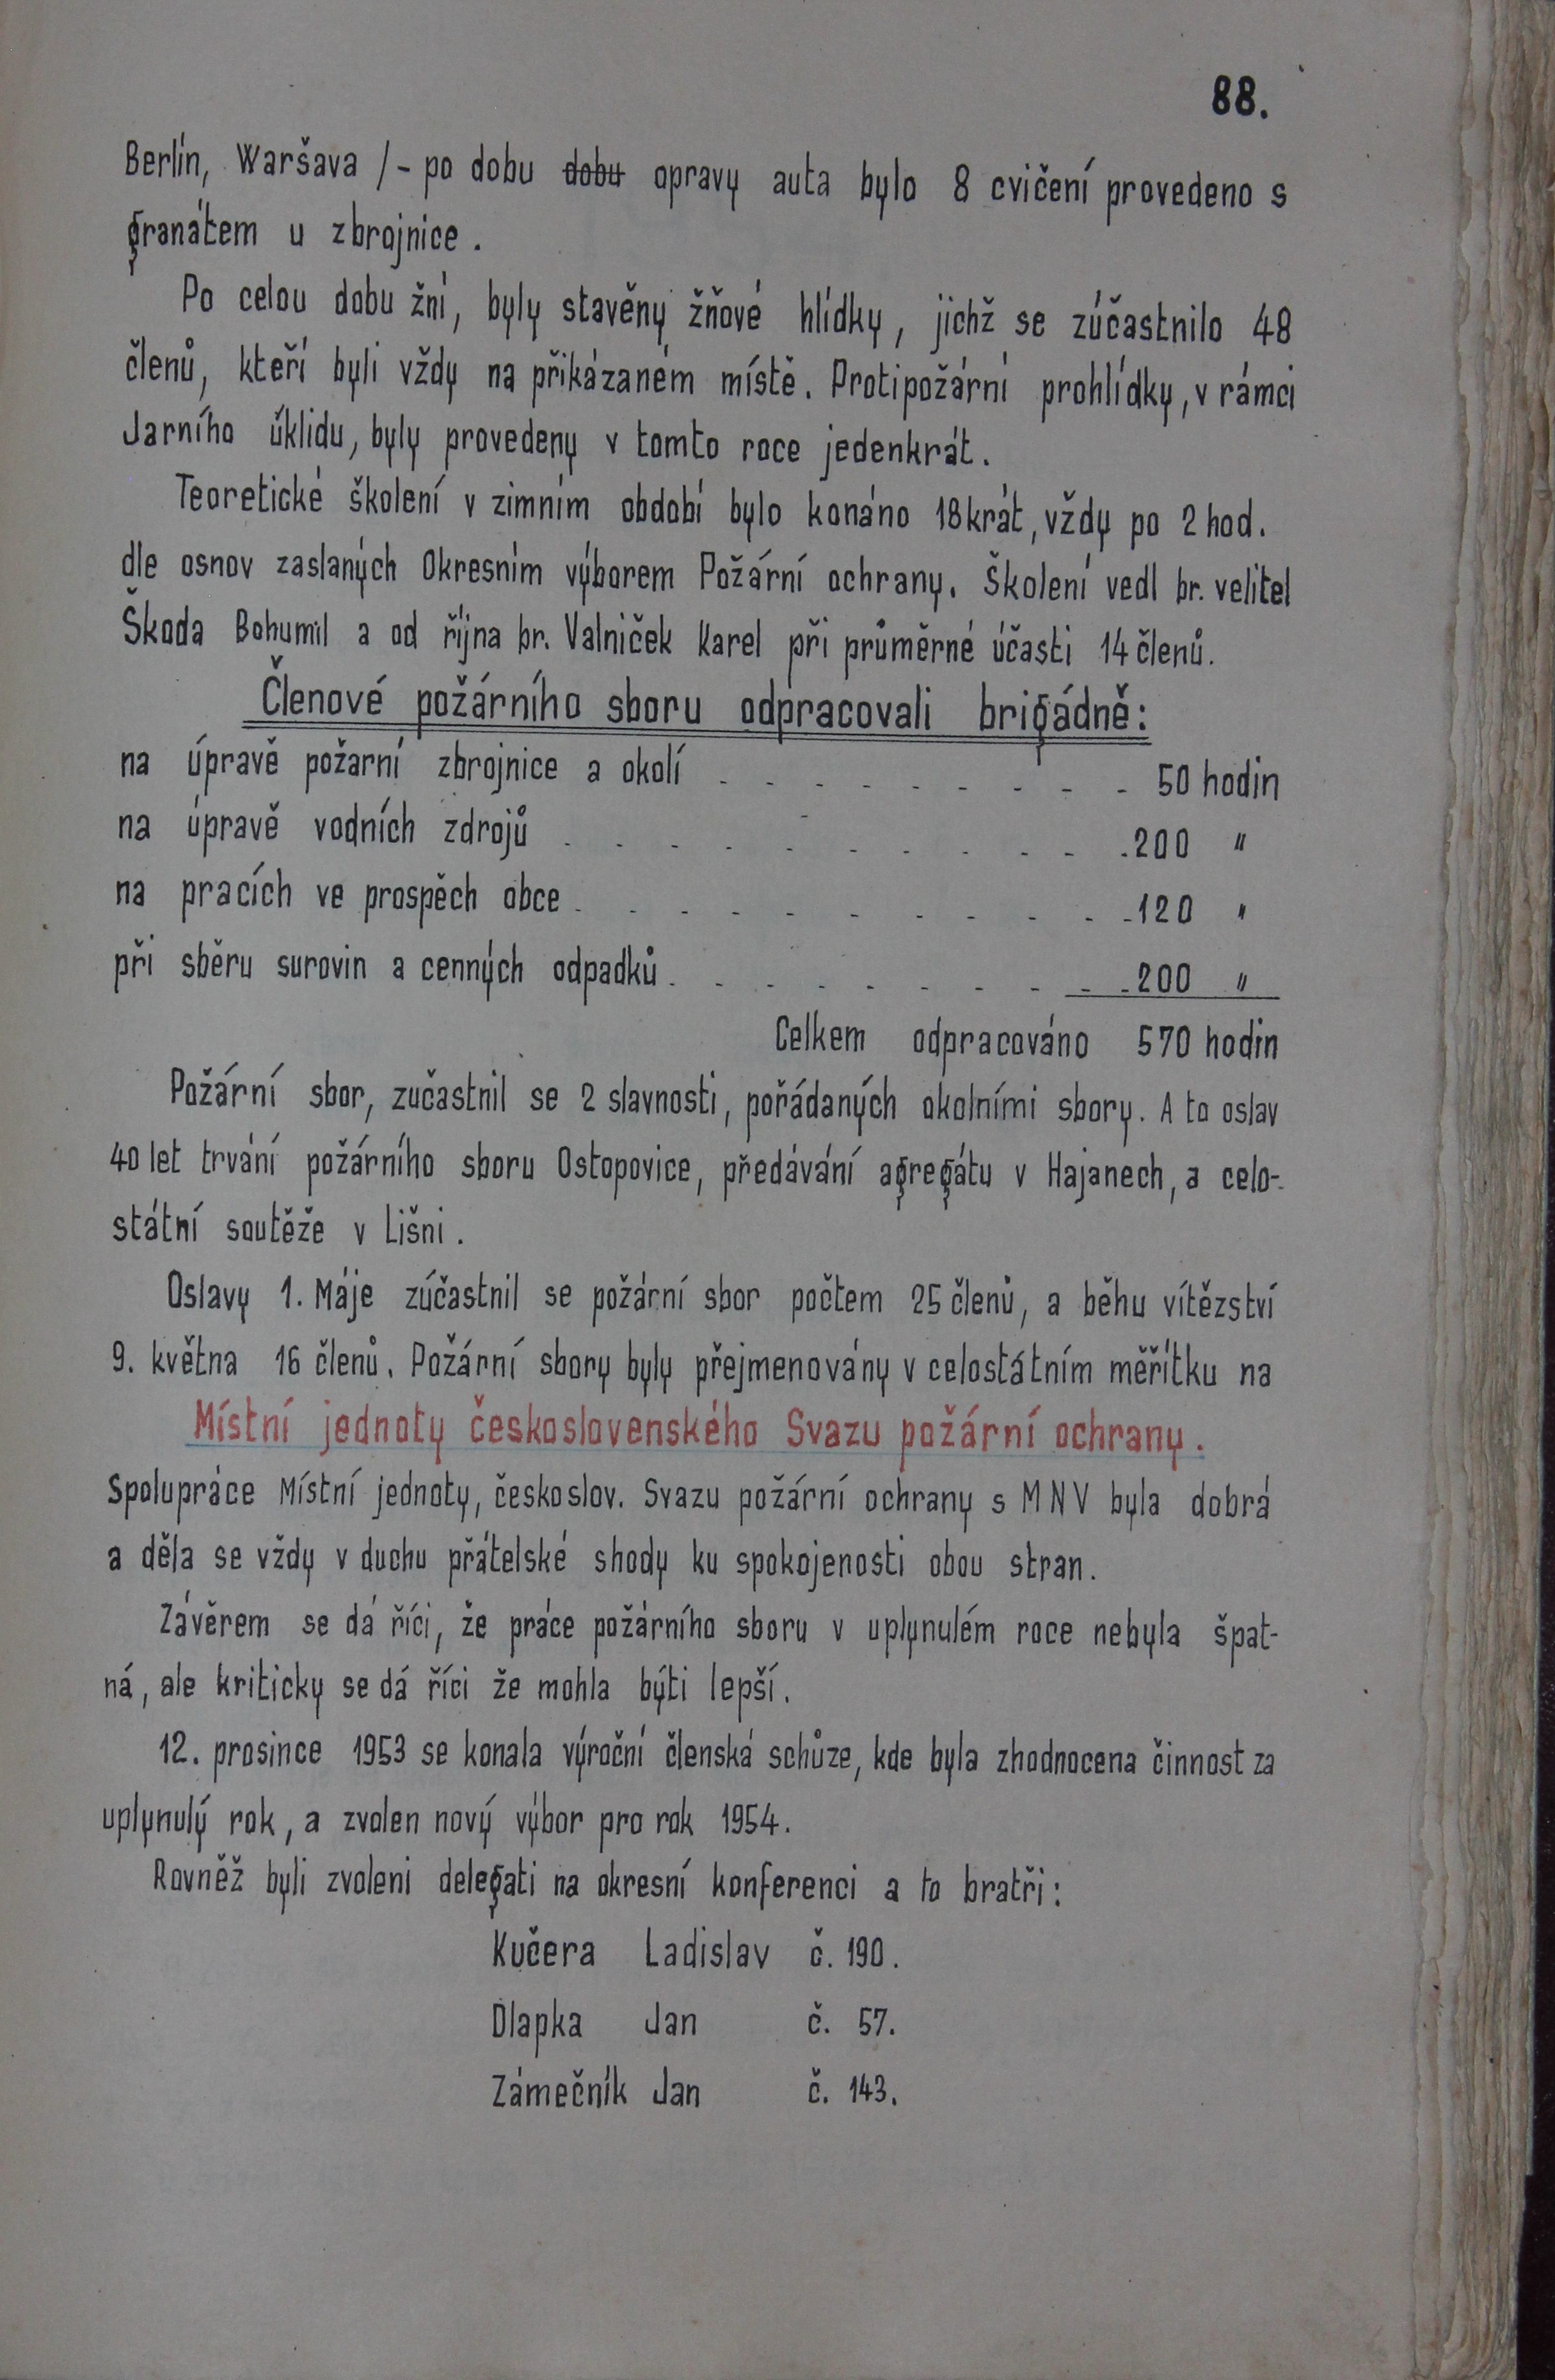 88.
Berlín, Waršava /- po dobu dobu opravy auta bylo 8 cvičení provedeno s
granátem u zbrojnice.
Po celou dobu žní, byly stavěny žňové hlídky, jichž se zúčastnilo 48
členů, kteří byli vždy na přikázaném místě. Protipožární prohlídky, v rámci
Jarního úklidu, byly provedeny v tomto roce jedenkrát.
Teoretické školení v zimním období bylo konáno 18krát, vždy po 2 hod.
dle osnov zaslaných Okresním výborem Požární ochrany. Školení vedl br. velitel
Škoda Bohumil a od října br. Valníček Karel při průměrné účasti 14 členů.
Členové požárního sboru odpracovali brigádně:
na úpravě požarní zbrojnice a okolí - - - - - - - - - 50 hodin
na úpravě vodních zdrojů - - - - - - - - - - - 200 "
na pracích ve prospěch obce - - - - - - - - - - - 120 "
při sběru surovin a cenných odpadků - - - - - - - - - - 200 "
Celkem odpracováno 570 hodin
Požární sbor, zučastnil se 2 slavnosti, pořádaných okolními sbory. A to oslav
40 let trvání požárního sboru Ostopovice, předávání agregátu v Hajanech, a celo-
státní soutěže v Lišni.
Oslavy 1. Máje zúčastnil se požární sbor počtem 25 členů, a běhu vítězství
9. května 16 členů. Požární sbory byly přejmenovány v celostátním měřítku na
Místní jednoty československého Svazu požární ochrany.
Spolupráce Místní jednoty, českoslov. Svazu požární ochrany s MNV byla dobrá
a děla se vždy v duchu přátelské shody ku spokojenosti obou stran.
Závěrem se dá říci, že práce požárního sboru v uplynulém roce nebyla špat-
ná, ale kriticky se dá říci že mohla býti lepší.
12. prosince 1953 se konala výroční členská schůze, kde byla zhodnocena činnost za
uplynulý rok, a zvolen nový výbor pro rok 1954.
Rovněž byli zvoleni delegati na okresní konferenci a to bratři:
Kučera Ladislav č. 190.
Dlapka Jan č. 57.
Zámečník Jan č. 143.